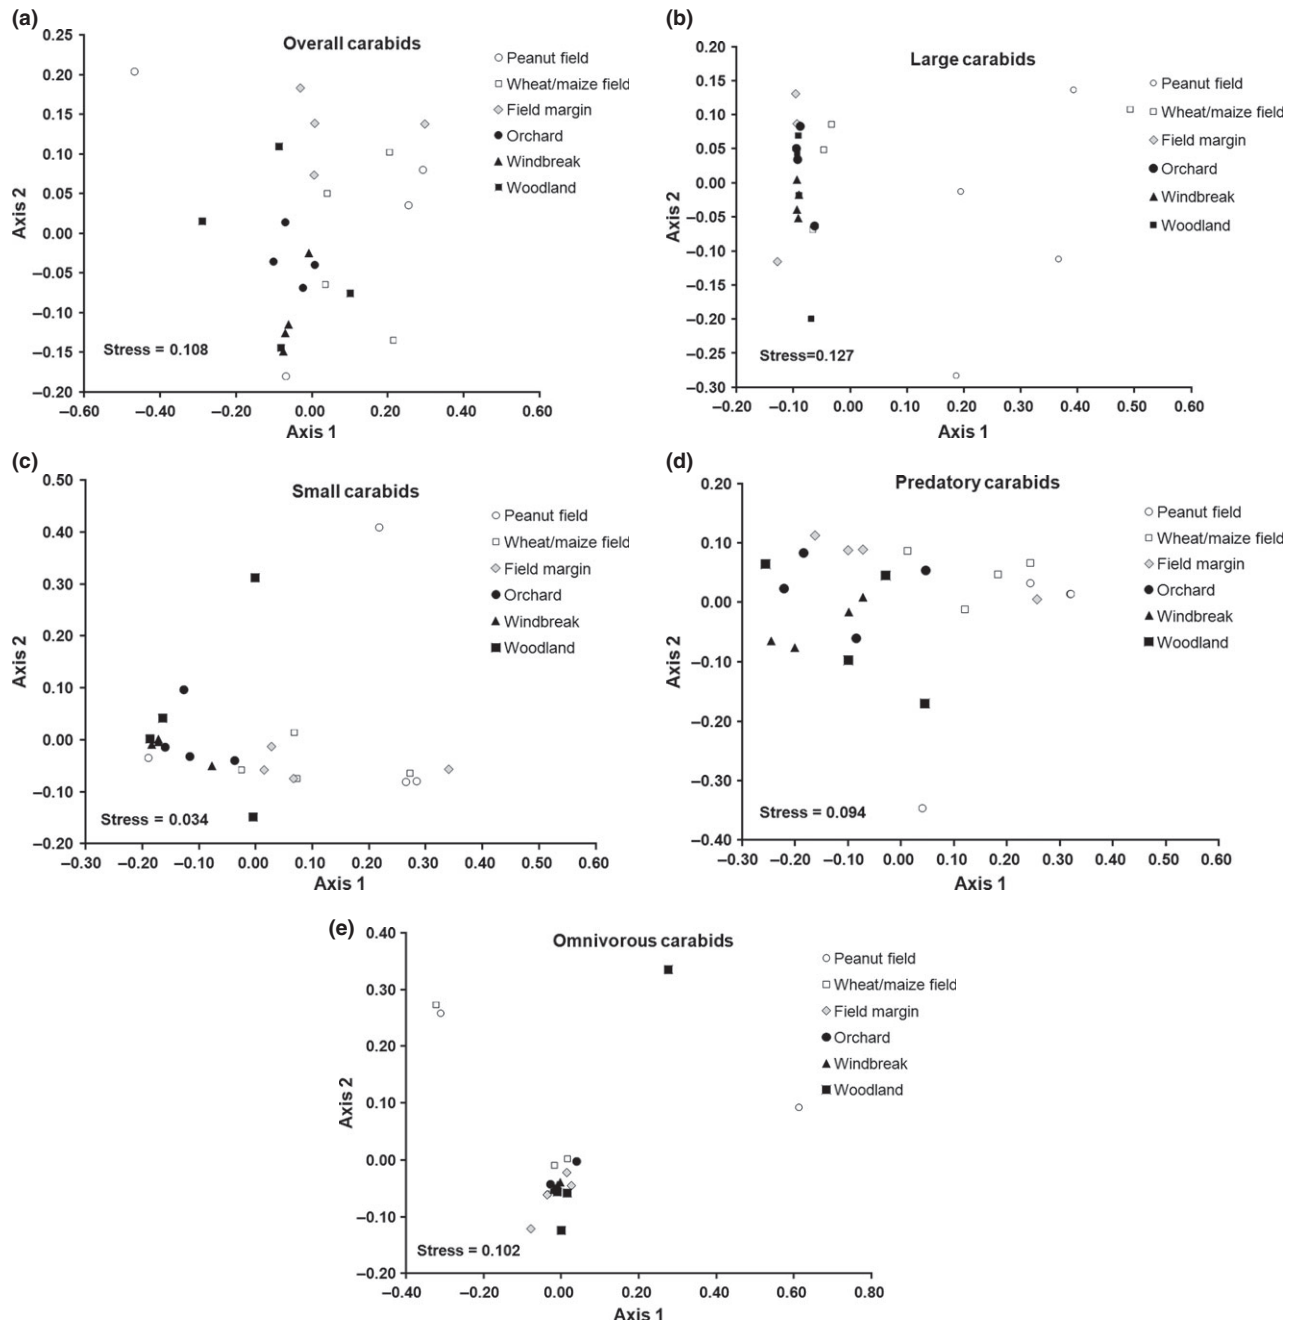 (a)
Overall carabids
0.25
0.20
0.15
0.10
0.05
0.00
−0.05
−0.10
−0.15
−0.20
Axis 2
Peanut field
Wheat/maize field
Field margin
Orchard
Windbreak
Woodland
Stress = 0.108
−0.60 −0.40 −0.20 0.00 0.20 0.40 0.60
Axis 1
(b)
Large carabids
0.20
0.15
0.10
0.05
0.00
−0.05
−0.10
−0.15
−0.20
−0.25
−0.30
Axis 2
Peanut field
Wheat/maize field
Field margin
Orchard
Windbreak
Woodland
Stress=0.127
−0.20 −0.10 0.00 0.10 0.20 0.30 0.40 0.50 0.60
Axis 1
(c)
Small carabids
0.50
0.40
0.30
0.20
0.10
0.00
−0.10
−0.20
Axis 2
Peanut field
Wheat/maize field
Field margin
Orchard
Windbreak
Woodland
Stress = 0.034
−0.30 −0.20 −0.10 0.00 0.10 0.20 0.30 0.40 0.50 0.60
Axis 1
(d)
Predatory carabids
0.20
0.10
0.00
−0.10
−0.20
−0.30
−0.40
Axis 2
Peanut field
Wheat/maize field
Field margin
Orchard
Windbreak
Woodland
Stress = 0.094
−0.30 −0.20 −0.10 0.00 0.10 0.20 0.30 0.40 0.50 0.60
Axis 1
(e)
Omnivorous carabids
0.40
0.30
0.20
0.10
0.00
−0.10
−0.20
Axis 2
Peanut field
Wheat/maize field
Field margin
Orchard
Windbreak
Woodland
Stress = 0.102
−0.40 −0.20 0.00 0.20 0.40 0.60 0.80
Axis 1